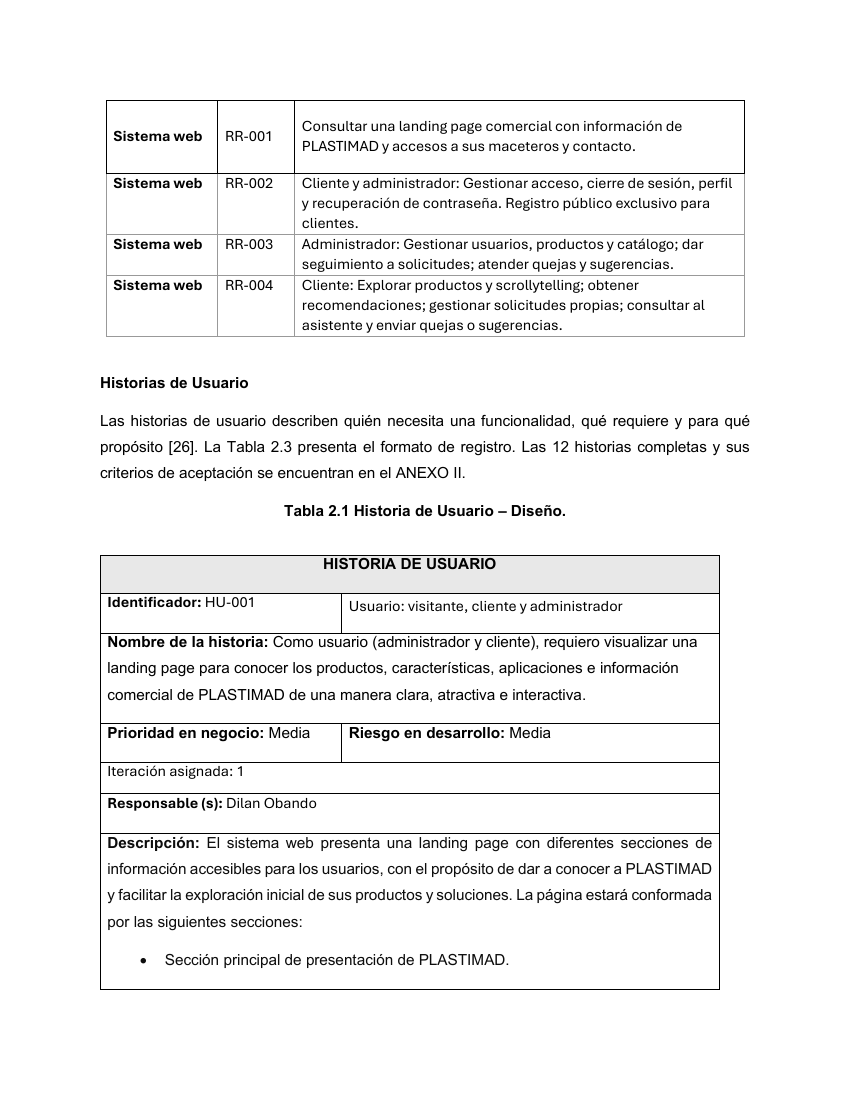 Sistema web RR-001 Consultar una landing page comercial con información de
PLASTIMAD y accesos a sus maceteros y contacto.
Sistema web RR-002 Cliente y administrador: Gestionar acceso, cierre de sesión, perfil
y recuperación de contraseña. Registro público exclusivo para
clientes.
Sistema web RR-003 Administrador: Gestionar usuarios, productos y catálogo; dar
seguimiento a solicitudes; atender quejas y sugerencias.
Sistema web RR-004 Cliente: Explorar productos y scrollytelling; obtener
recomendaciones; gestionar solicitudes propias; consultar al
asistente y enviar quejas o sugerencias.
Historias de Usuario
Las historias de usuario describen quién necesita una funcionalidad, qué requiere y para qué
propósito [26]. La Tabla 2.3 presenta el formato de registro. Las 12 historias completas y sus
criterios de aceptación se encuentran en el ANEXO II.
Tabla 2.1 Historia de Usuario – Diseño.
HISTORIA DE USUARIO
Identificador: HU-001 Usuario: visitante, cliente y administrador
Nombre de la historia: Como usuario (administrador y cliente), requiero visualizar una
landing page para conocer los productos, características, aplicaciones e información
comercial de PLASTIMAD de una manera clara, atractiva e interactiva.
Prioridad en negocio: Media Riesgo en desarrollo: Media
Iteración asignada: 1
Responsable (s): Dilan Obando
Descripción: El sistema web presenta una landing page con diferentes secciones de
información accesibles para los usuarios, con el propósito de dar a conocer a PLASTIMAD
y facilitar la exploración inicial de sus productos y soluciones. La página estará conformada
por las siguientes secciones:
• Sección principal de presentación de PLASTIMAD.